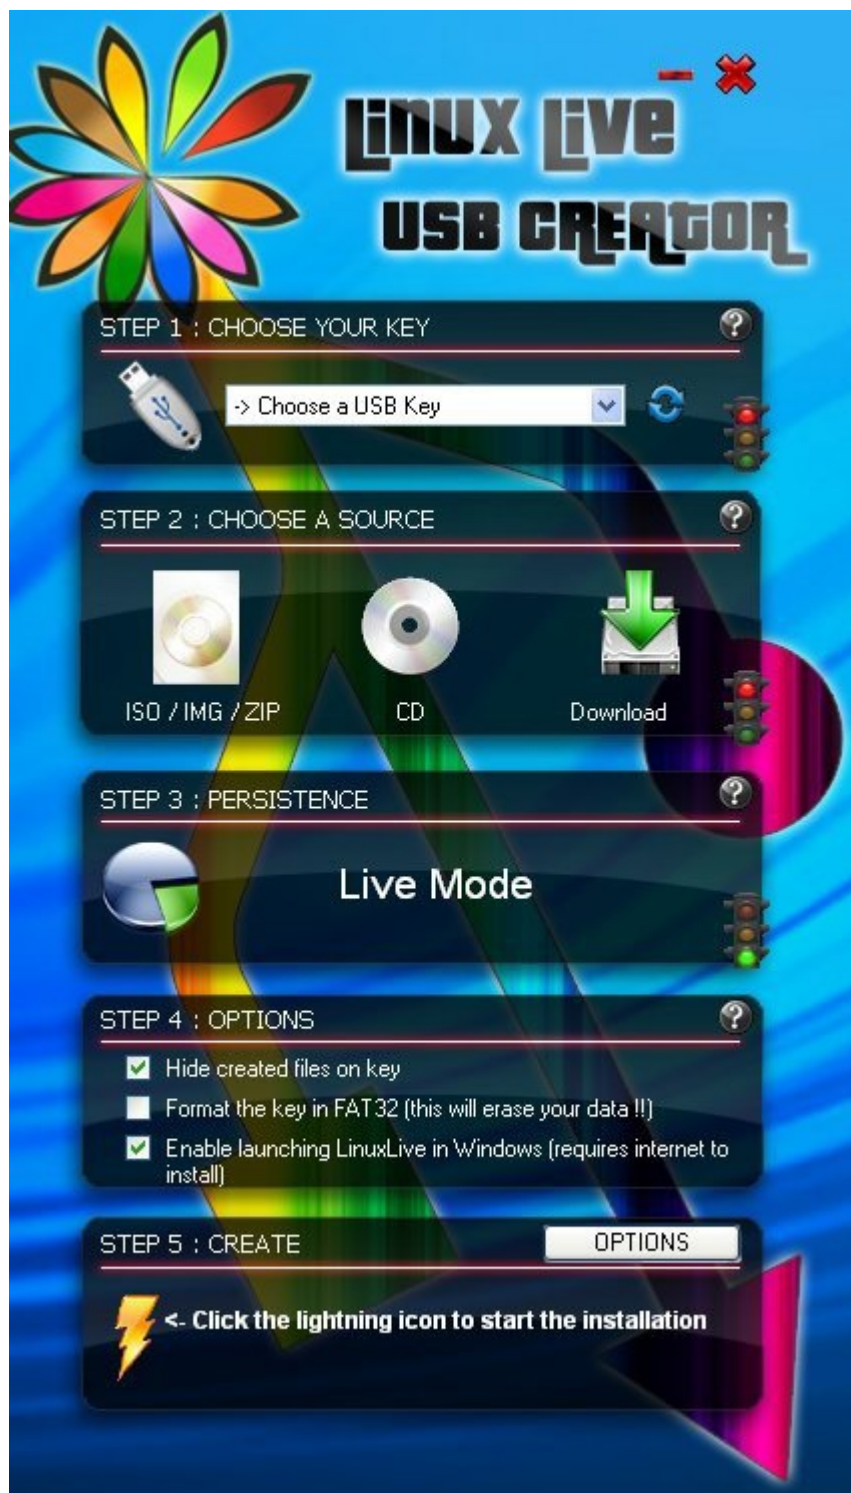 Linux Live
USB CREATOR
STEP 1 : CHOOSE YOUR KEY
?
-> Choose a USB Key
STEP 2 : CHOOSE A SOURCE
?
ISO / IMG / ZIP
CD
Download
STEP 3 : PERSISTENCE
?
Live Mode
STEP 4 : OPTIONS
?
Hide created files on key
Format the key in FAT32 (this will erase your data !!)
Enable launching LinuxLive in Windows (requires internet to
install)
STEP 5 : CREATE
OPTIONS
<- Click the lightning icon to start the installation